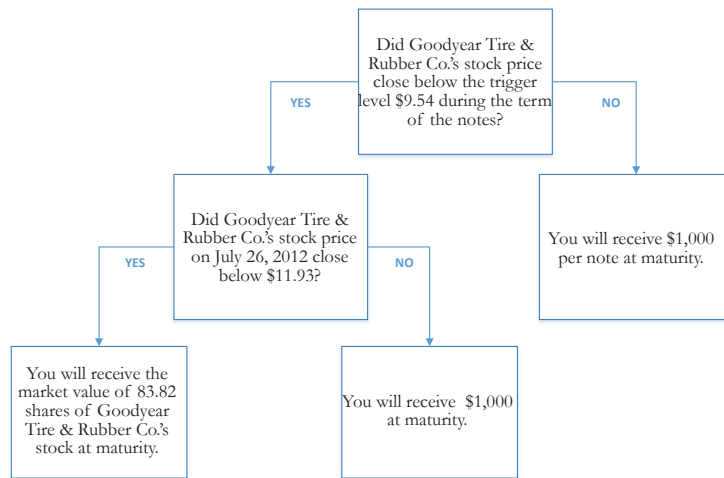 Did Goodyear Tire &
Rubber Co.'s stock price
close below the trigger
level $9.54 during the term
of the notes?
YES
NO
Did Goodyear Tire &
Rubber Co.'s stock price
on July 26, 2012 close
below $11.93?
You will receive $1,000
per note at maturity.
YES
NO
You will receive the
market value of 83.82
shares of Goodyear
Tire & Rubber Co.'s
stock at maturity.
You will receive $1,000
at maturity.